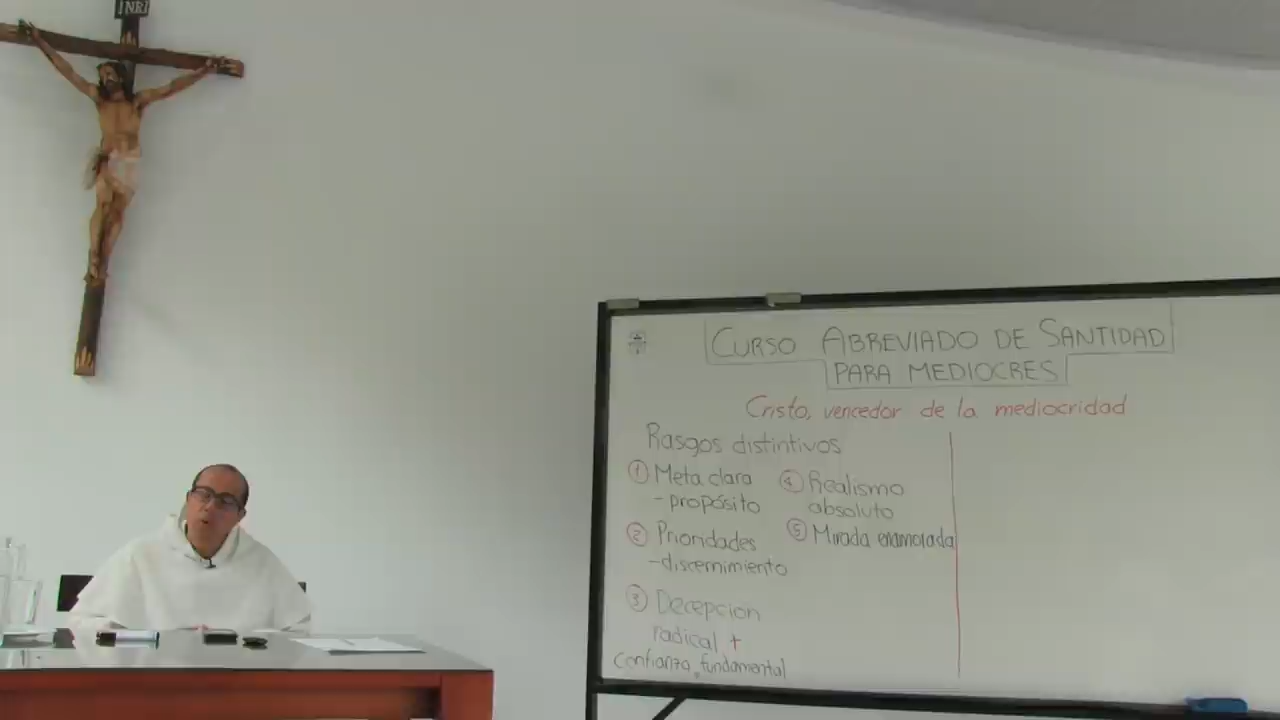 INRI
CURSO ABREVIADO DE SANTIDAD
PARA MEDIOCRES
Cristo, vencedor de la mediocridad
Rasgos distintivos
① Meta clara
- propósito
② Prioridades
- discernimiento
③ Decepción
radical +
confianza fundamental
④ Realismo
absoluto
⑤ Mirada enamorada